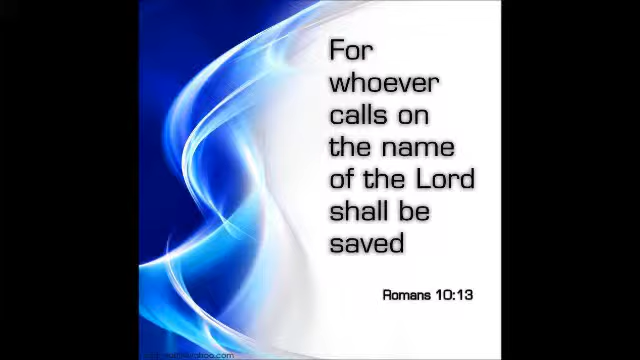 For
whoever
calls on
the name
of the Lord
shall be
saved
Romans 10:13